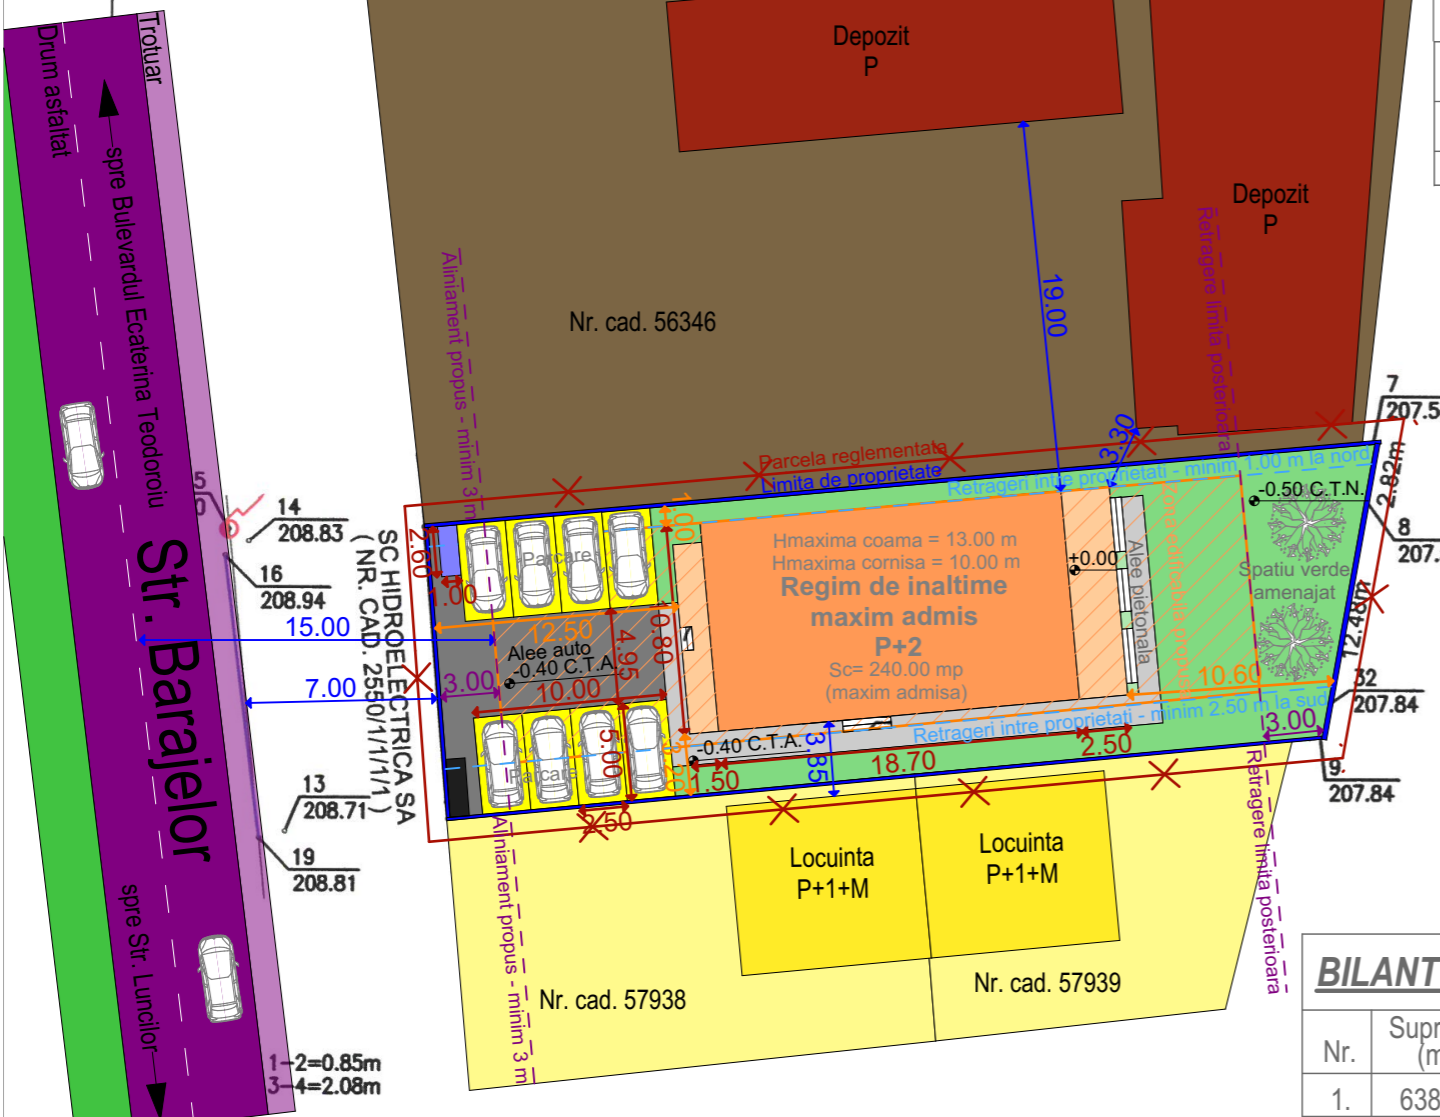 Drum asfaltat
Trotuar
spre Bulevardul Ecaterina Teodoroiu
Str. Barajelor
spre Str. Luncilor
Depozit
P
Depozit
P
Nr. cad. 56346
19.00
3.30
Aliniament propus - minim 3 m
Retragere limita posterioara
Parcela reglementata
Limita de proprietate
Retrageri intre proprietati - minim 1.00 m la nord
7
2.82m
8
5
14
208.83
16
208.94
15.00
7.00
13
208.71
19
208.81
SC HIDROELECTRICA SA
( NR. CAD. 2550/1/1/1/1 )
2.60
1.00
1.00
Parcare
12.50
Alee auto
-0.40 C.T.A.
4.95
10.00
3.00
Parcare
5.00
2.50
Hmaxima coama = 13.00 m
Hmaxima cornisa = 10.00 m
Regim de inaltime
maxim admis
P+2
Sc= 240.00 mp
(maxim admisa)
+0.00
Alee pietonala
Zona edificabila propusa
-0.50 C.T.N.
Spatiu verde
amenajat
12.48m
10.60
32
207.84
3.00
9
207.84
Retrageri intre proprietati - minim 2.50 m la sud
-0.40 C.T.A.
3.20
1.50
3.85
18.70
2.50
Locuinta
P+1+M
Locuinta
P+1+M
Nr. cad. 57938
Nr. cad. 57939
Aliniament propus - minim 3 m
Retragere limita posterioara
1-2=0.85m
3-4=2.08m
BILANT
Nr.
1.
638